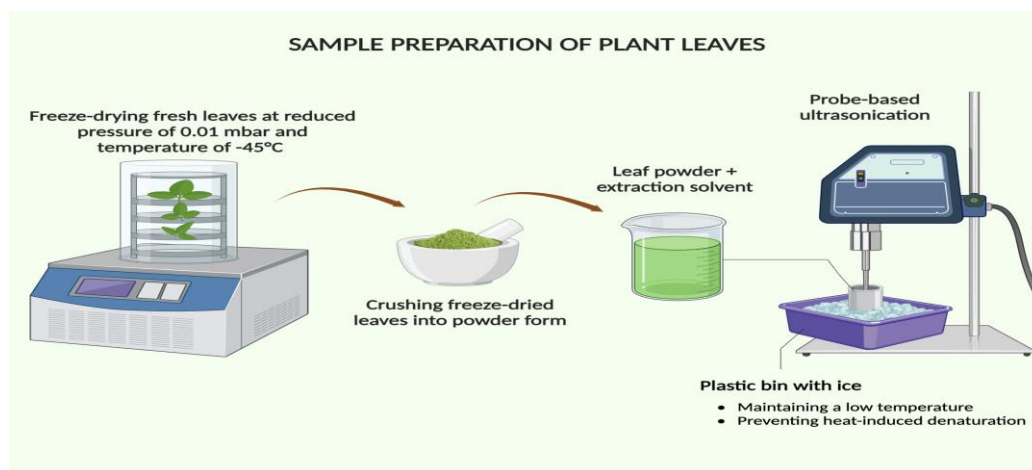 SAMPLE PREPARATION OF PLANT LEAVES
Freeze-drying fresh leaves at reduced
pressure of 0.01 mbar and
temperature of -45°C
Crushing freeze-dried
leaves into powder form
Leaf powder +
extraction solvent
Probe-based
ultrasonication
Plastic bin with ice
• Maintaining a low temperature
• Preventing heat-induced denaturation